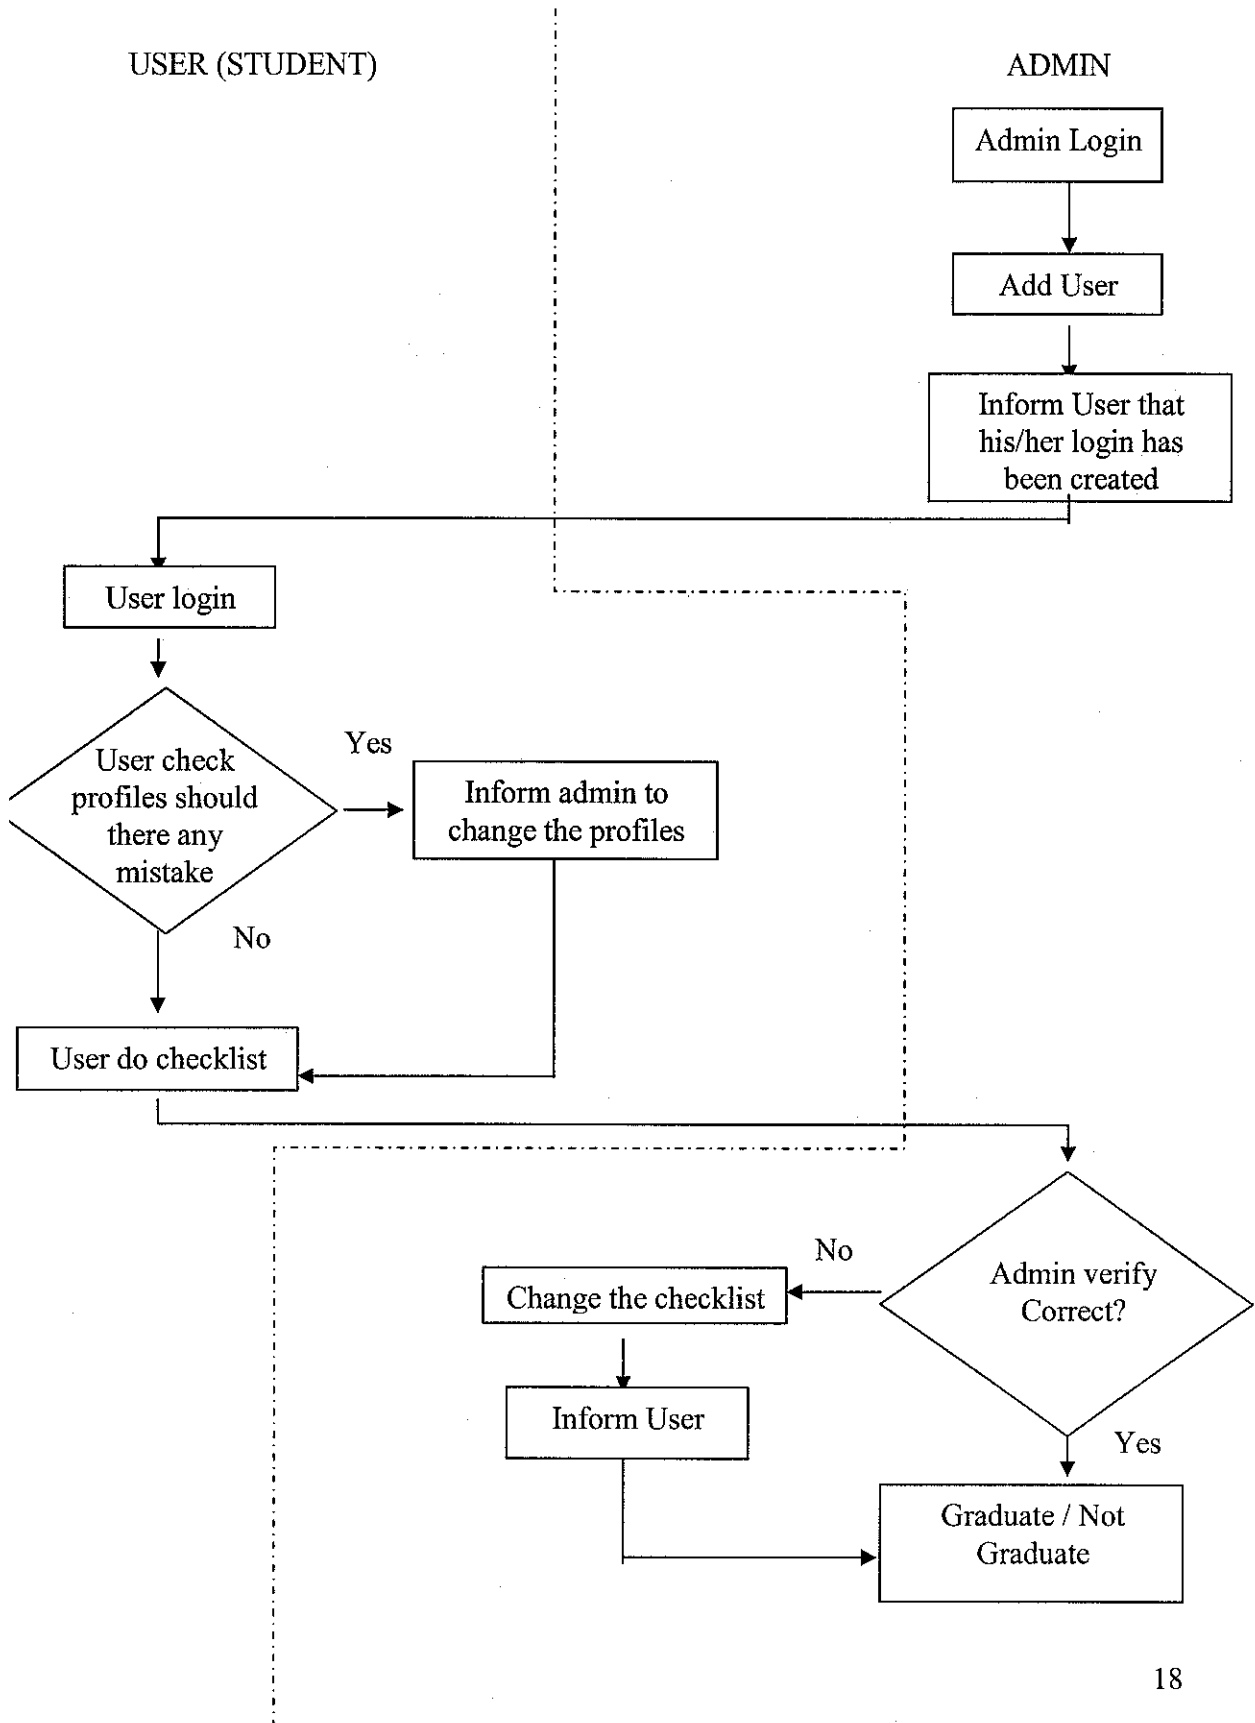 USER (STUDENT)
ADMIN
Admin Login
Add User
Inform User that
his/her login has
been created
User login
User check
profiles should
there any
mistake
Yes
Inform admin to
change the profiles
No
User do checklist
Admin verify
Correct?
No
Change the checklist
Inform User
Yes
Graduate / Not
Graduate
18